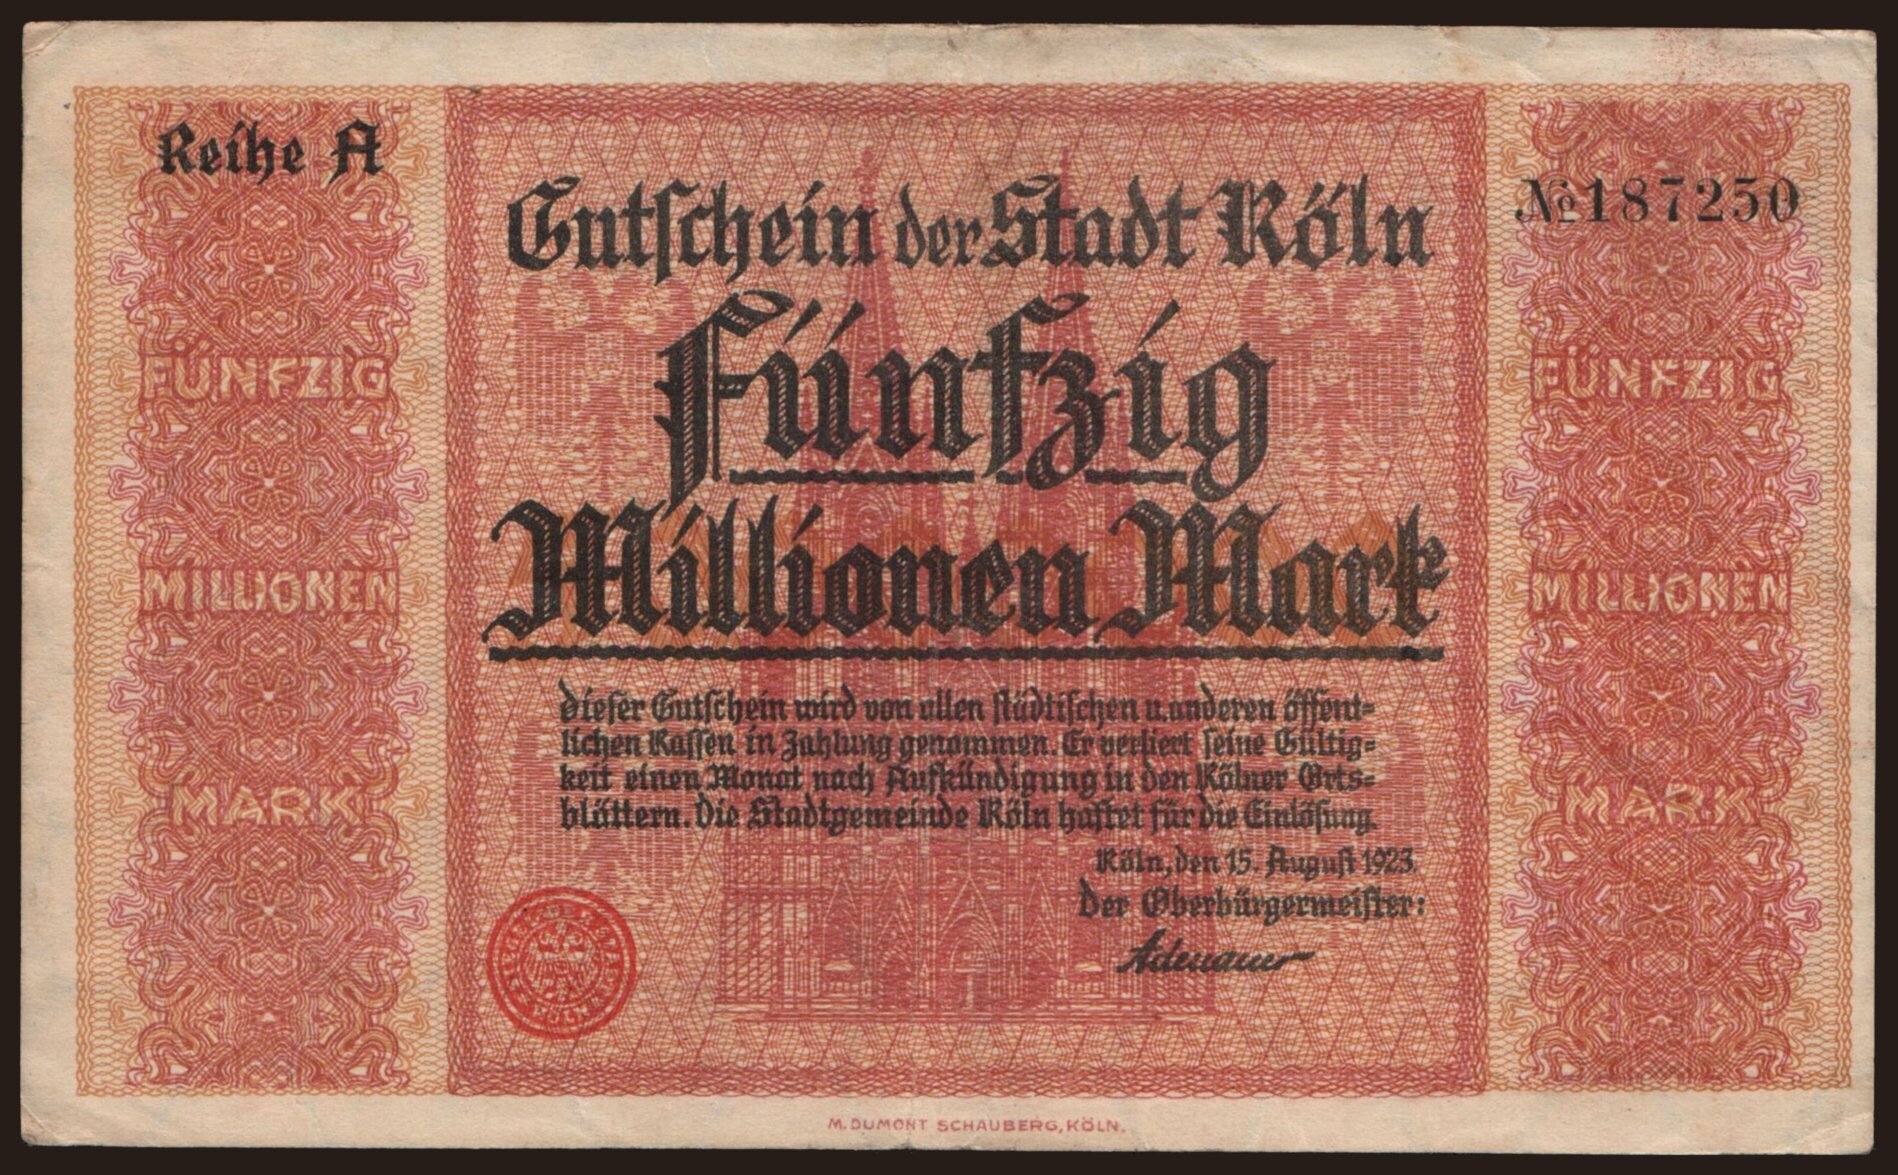 Reihe A
№187250
Gutschein der Stadt Köln
Fünfzig
Millionen Mark
FÜNFZIG
MILLIONEN
MARK
FÜNFZIG
MILLIONEN
MARK
Dieser Gutschein wird von allen städtischen u. anderen öffent=
lichen Kassen in Zahlung genommen. Er verliert seine Gültig=
keit einen Monat nach Aufkündigung in den Kölner Orts=
blättern. Die Stadtgemeinde Köln haftet für die Einlösung.
Köln, den 15. August 1923.
Der Oberbürgermeister:
Adenauer
M. DUMONT SCHAUBERG, KÖLN.